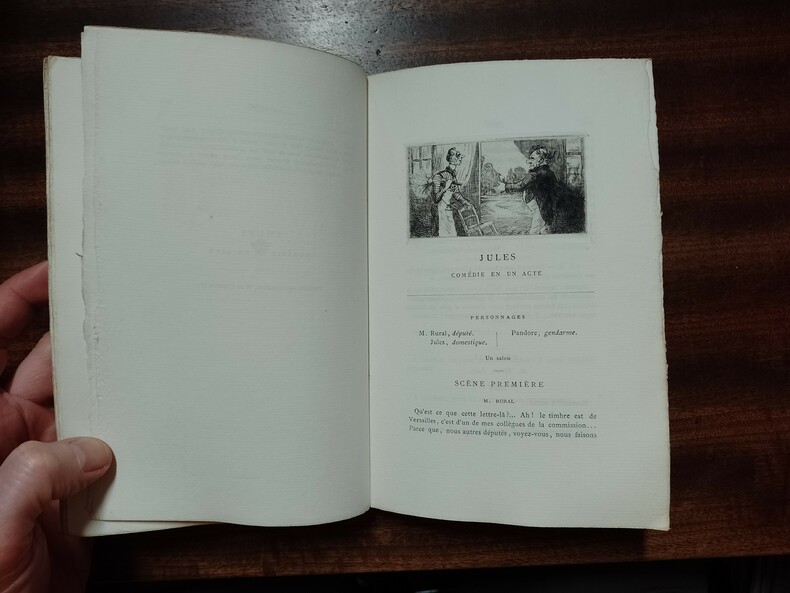 JULES
COMÉDIE EN UN ACTE
PERSONNAGES
M. Rural, député.
Jules, domestique.
Pandore, gendarme.
Un salon
SCÈNE PREMIÈRE
M. RURAL
Qu'est ce que cette lettre-là?... Ah! le timbre est de
Versailles, c'est d'un de mes collègues de la commission...
Parce que, nous autres députés, voyez-vous, nous faisons